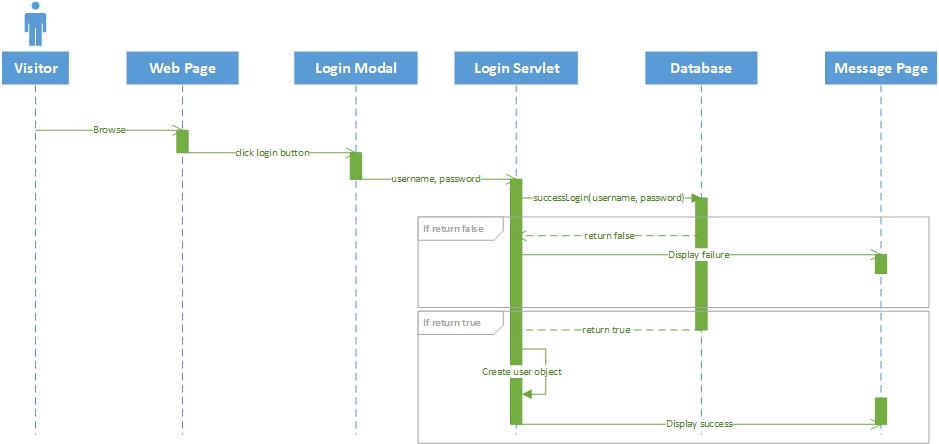 Visitor
Web Page
Login Modal
Login Servlet
Database
Message Page
Browse
click login button
username, password
successLogin(username, password)
If return false
return false
Display failure
If return true
return true
Create user object
Display success